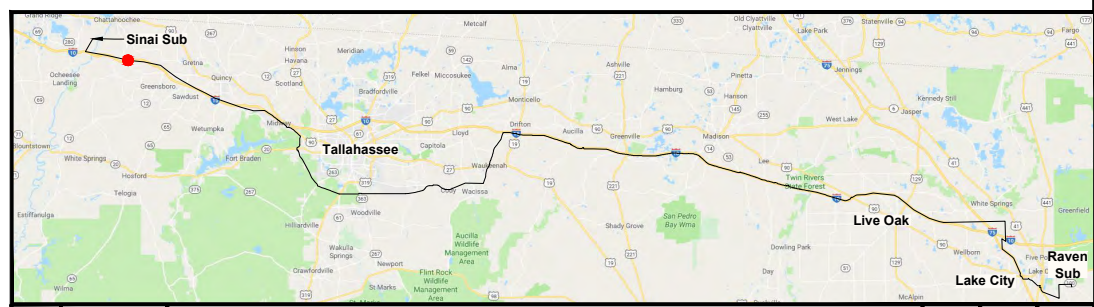 Grand Ridge
Chattahoochee
Metcalf
Old Clyattville
Clyattville
Lake Park
Statenville
Fargo
Sinai Sub
Hinson
Havana
Meridian
Gretna
Quincy
Scotland
Felkel
Miccosukee
Alma
Ashville
Pinetta
Jennings
Ocheesee
Landing
Greensboro
Sawdust
Bradfordville
Monticello
Hamburg
Hanson
Kennedy Still
Jasper
Wetumpka
Midway
Lloyd
Drifton
Aucilla
Greenville
Madison
West Lake
Tallahassee
Capitola
Lee
White Springs
Hosford
Fort Braden
Waukeenah
Twin Rivers
State Forest
Telogia
Cody
Wacissa
Live Oak
White Springs
Greenfield
Estiffanulga
Woodville
Hilliardville
San Pedro
Bay Wma
Shady Grove
Aucilla
Wildlife
Management
Area
Wakulla
Springs
Newport
Dowling Park
Wellborn
Raven
Sub
Lake City
Crawfordville
Flint Rock
Wildlife
Management
Area
Day
Wilma
St. Marks
McAlpin